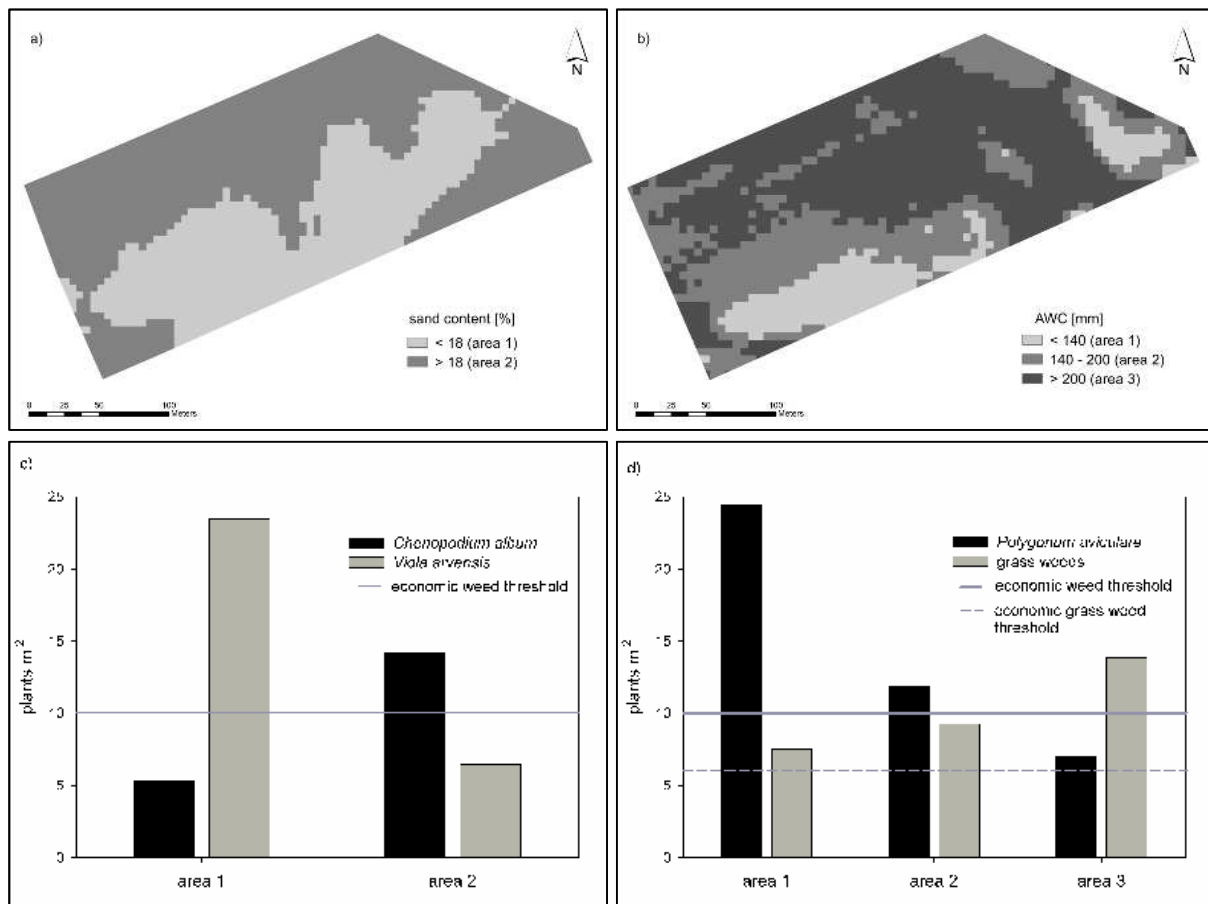 a)
N
sand content [%]
< 18 (area 1)
> 18 (area 2)
0 25 50 100
Meters
b)
N
AWC [mm]
< 140 (area 1)
140 - 200 (area 2)
> 200 (area 3)
0 25 50 100
Meters
c)
plants m²
25
20
15
10
5
0
Chenopodium album
Viola arvensis
economic weed threshold
area 1
area 2
d)
plants m²
25
20
15
10
5
0
Polygonum aviculare
grass weeds
economic weed threshold
economic grass weed
threshold
area 1
area 2
area 3